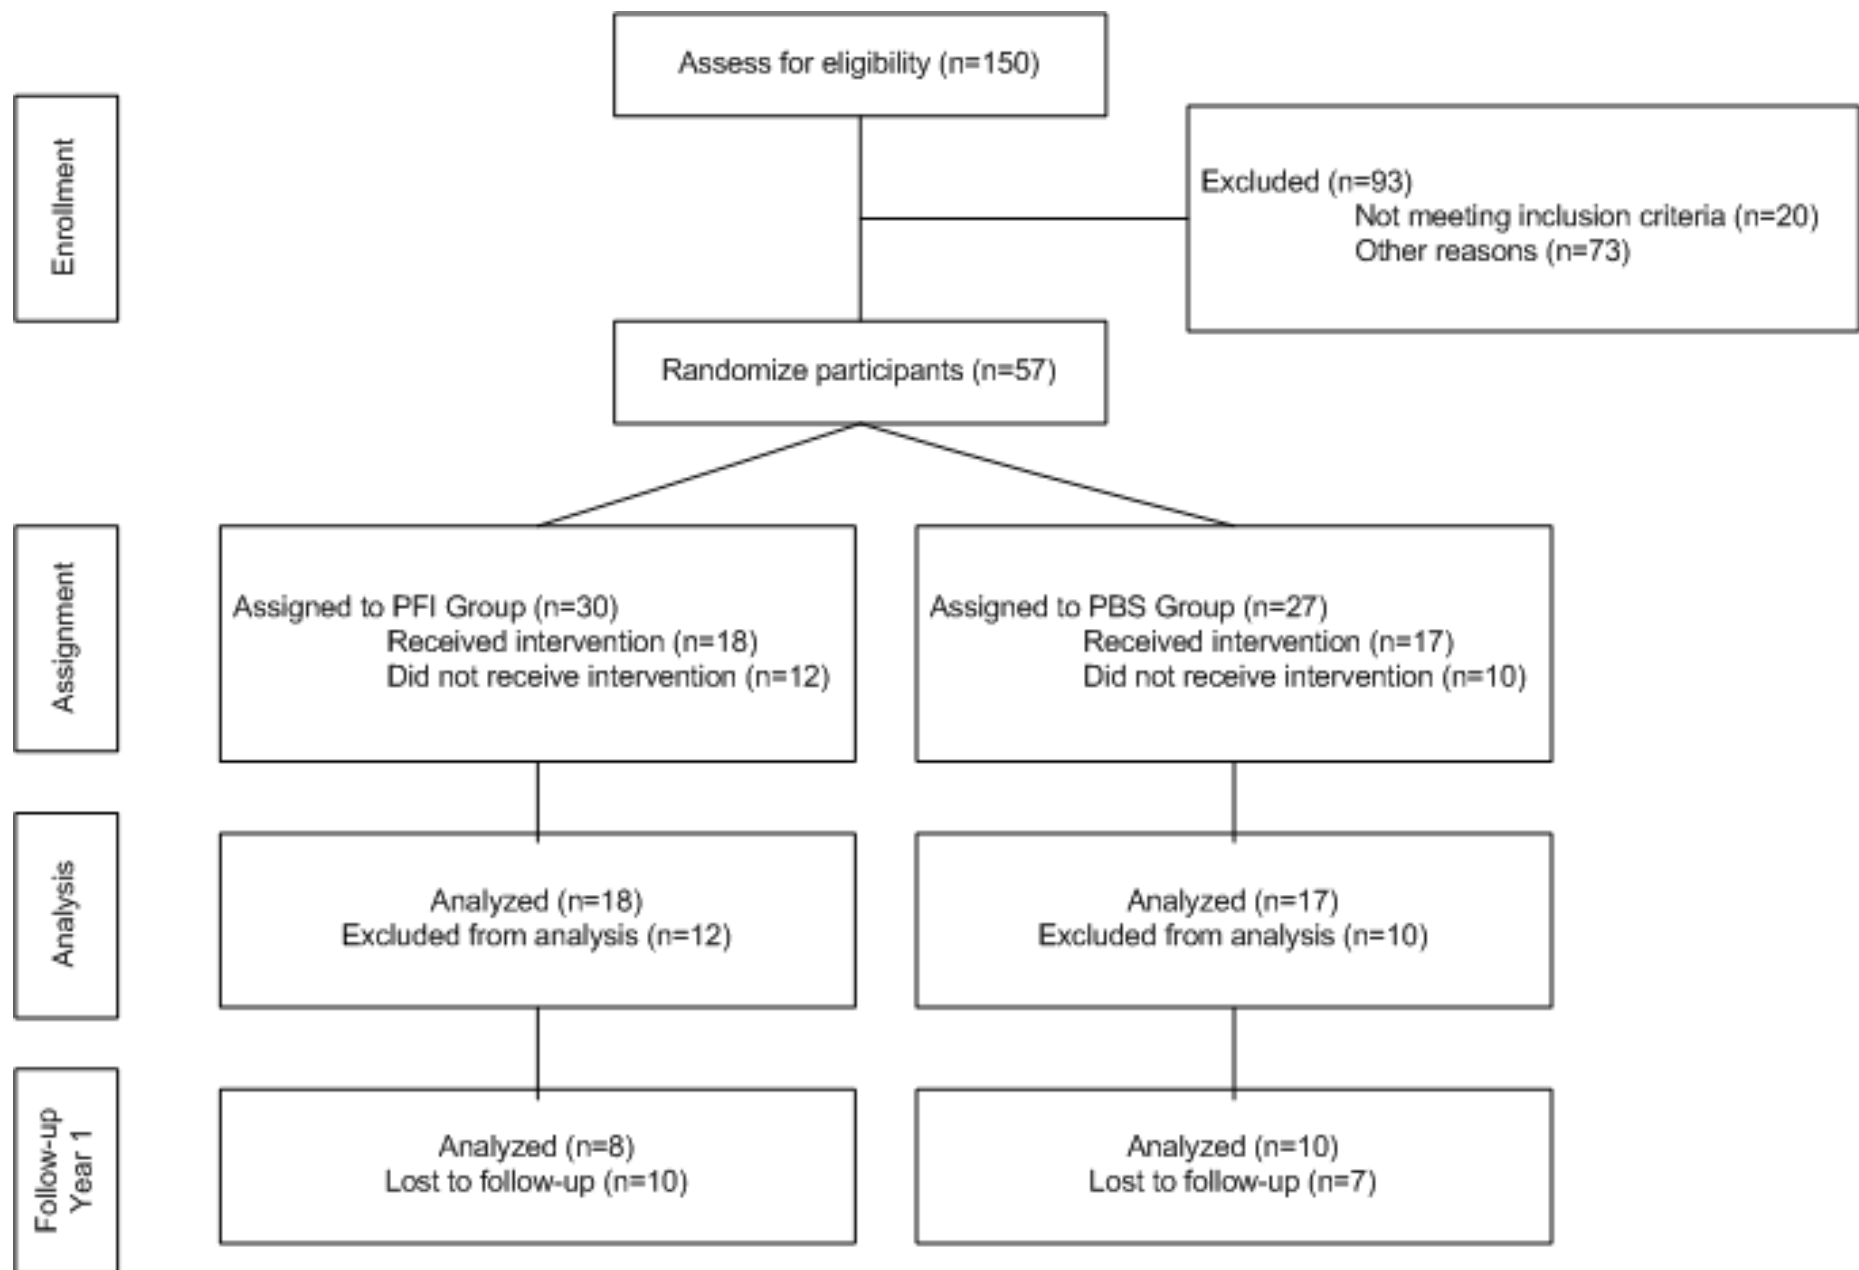 Assess for eligibility (n=150)
Enrollment
Excluded (n=93)
Not meeting inclusion criteria (n=20)
Other reasons (n=73)
Randomize participants (n=57)
Assignment
Assigned to PFI Group (n=30)
Received intervention (n=18)
Did not receive intervention (n=12)
Assigned to PBS Group (n=27)
Received intervention (n=17)
Did not receive intervention (n=10)
Analysis
Analyzed (n=18)
Excluded from analysis (n=12)
Analyzed (n=17)
Excluded from analysis (n=10)
Follow-up
Year 1
Analyzed (n=8)
Lost to follow-up (n=10)
Analyzed (n=10)
Lost to follow-up (n=7)